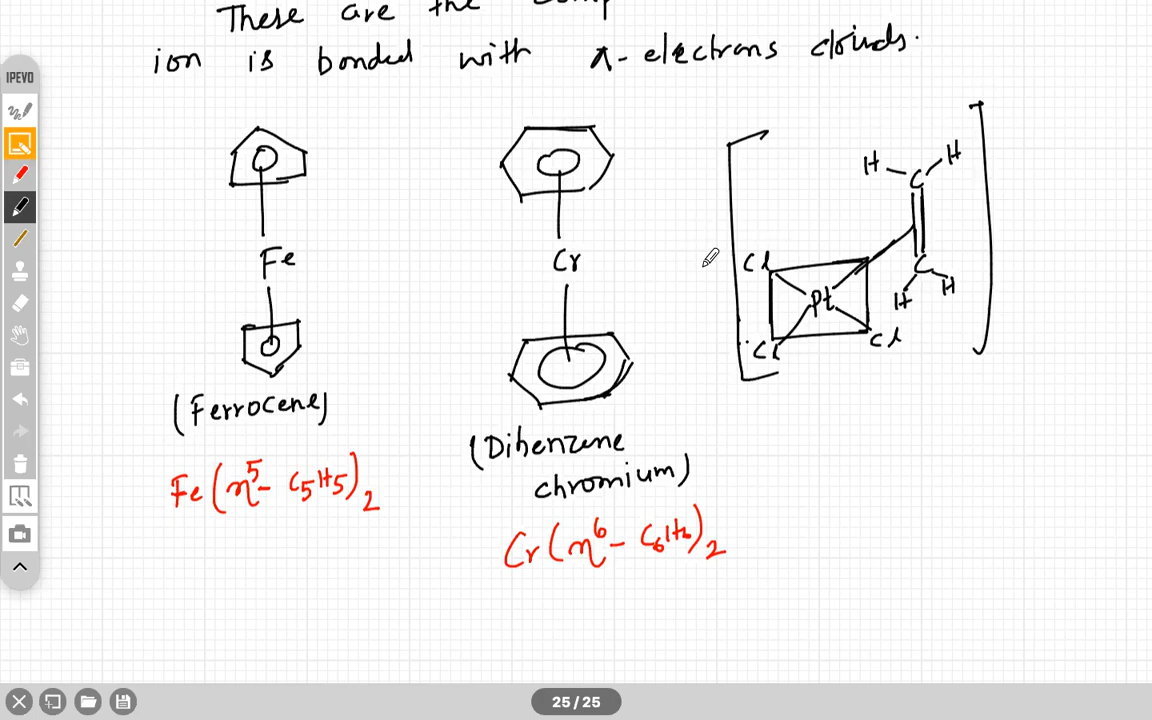 These are the
ion is bonded with π-electrons clouds.
IPEVO
Fe
(Ferrocene)
Fe(η⁵- C₅H₅)₂
Cr
(Dibenzene
chromium)
Cr(η⁶- C₆H₆)₂
H H
C
C
H H
Cl
Pt
Cl Cl
25/25